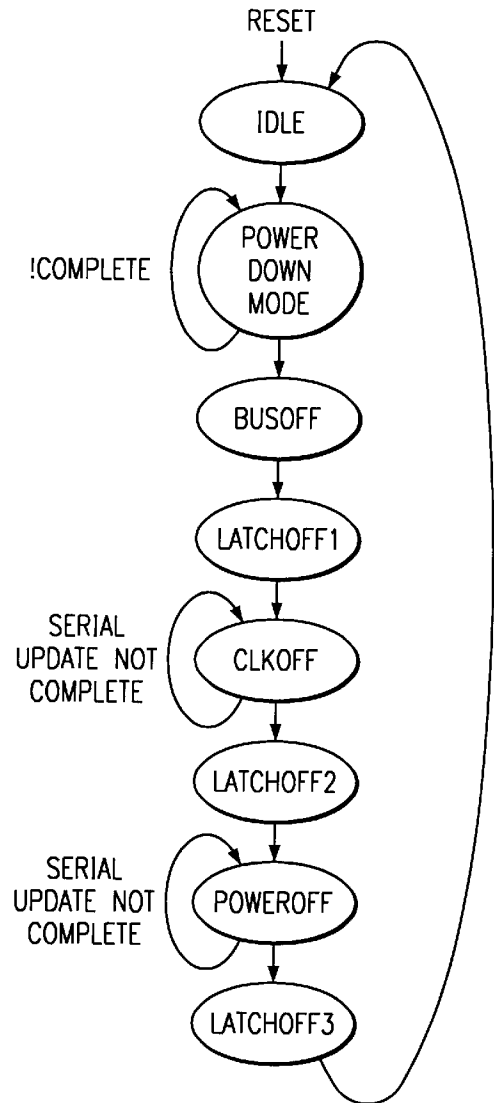 RESET
IDLE
!COMPLETE
POWER
DOWN
MODE
BUSOFF
LATCHOFF1
SERIAL
UPDATE NOT
COMPLETE
CLKOFF
LATCHOFF2
SERIAL
UPDATE NOT
COMPLETE
POWEROFF
LATCHOFF3